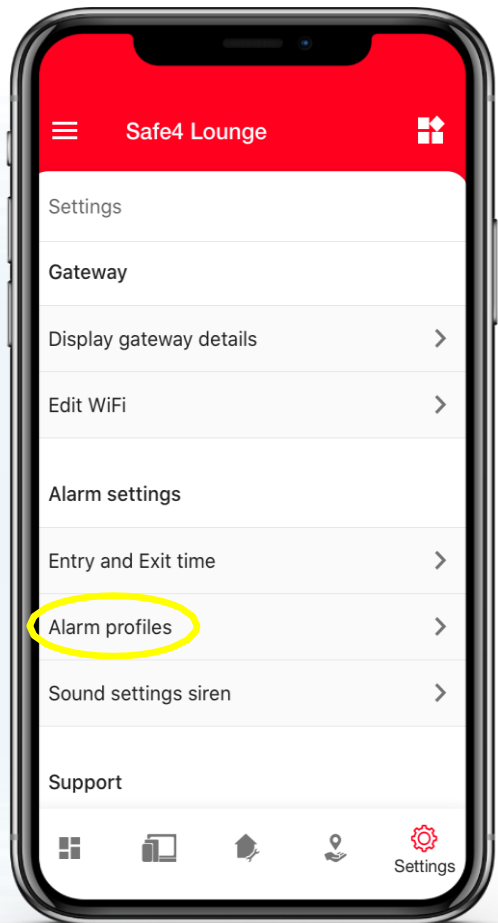 Safe4 Lounge
Settings
Gateway
Display gateway details
Edit WiFi
Alarm settings
Entry and Exit time
Alarm profiles
Sound settings siren
Support
Settings